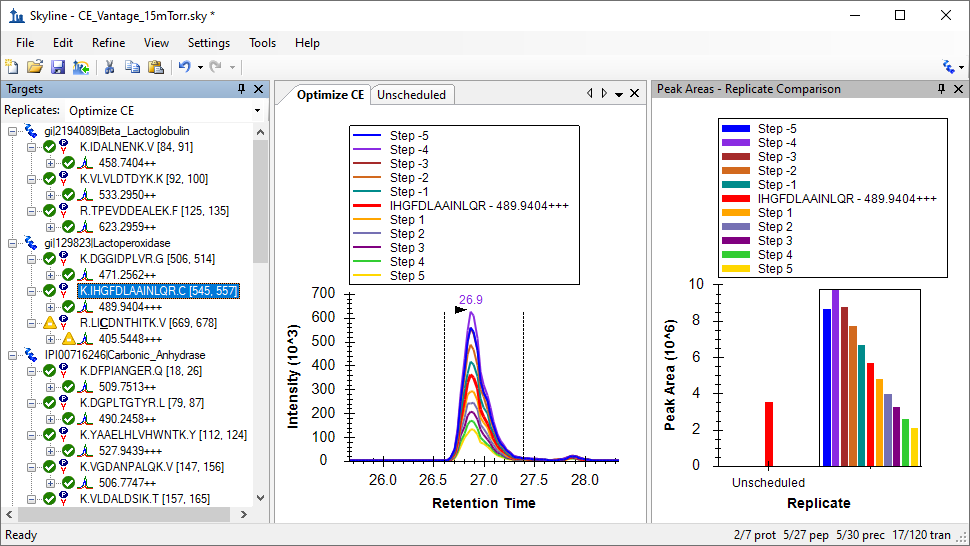 Skyline - CE_Vantage_15mTorr.sky *
File Edit Refine View Settings Tools Help
Targets
Replicates: Optimize CE
gi|2194089|Beta_Lactoglobulin
K.IDALNENK.V [84, 91]
458.7404++
K.VLVLDTDYK.K [92, 100]
533.2950++
R.TPEVDDEALEK.F [125, 135]
623.2959++
gi|129823|Lactoperoxidase
K.DGGIDPLVR.G [506, 514]
471.2562++
K.IHGFDLAAINLQR.C [545, 557]
489.9404+++
R.LICDNTHITK.V [669, 678]
405.5448+++
IPI00716246|Carbonic_Anhydrase
K.DFPIANGER.Q [18, 26]
509.7513++
K.DGPLTGTYR.L [79, 87]
490.2458++
K.YAAELHLVHWNTK.Y [112, 124]
527.9439+++
K.VGDANPALQK.V [147, 156]
506.7747++
K.VLDALDSIK.T [157, 165]
Optimize CE Unscheduled
Step -5
Step -4
Step -3
Step -2
Step -1
IHGFDLAAINLQR - 489.9404+++
Step 1
Step 2
Step 3
Step 4
Step 5
26.9
700
600
500
400
300
200
100
0
Intensity (10^3)
26.0 26.5 27.0 27.5 28.0
Retention Time
Peak Areas - Replicate Comparison
Step -5
Step -4
Step -3
Step -2
Step -1
IHGFDLAAINLQR - 489.9404+++
Step 1
Step 2
Step 3
Step 4
Step 5
10
8
6
4
2
0
Peak Area (10^6)
Unscheduled
Replicate
Ready
2/7 prot 5/27 pep 5/30 prec 17/120 tran